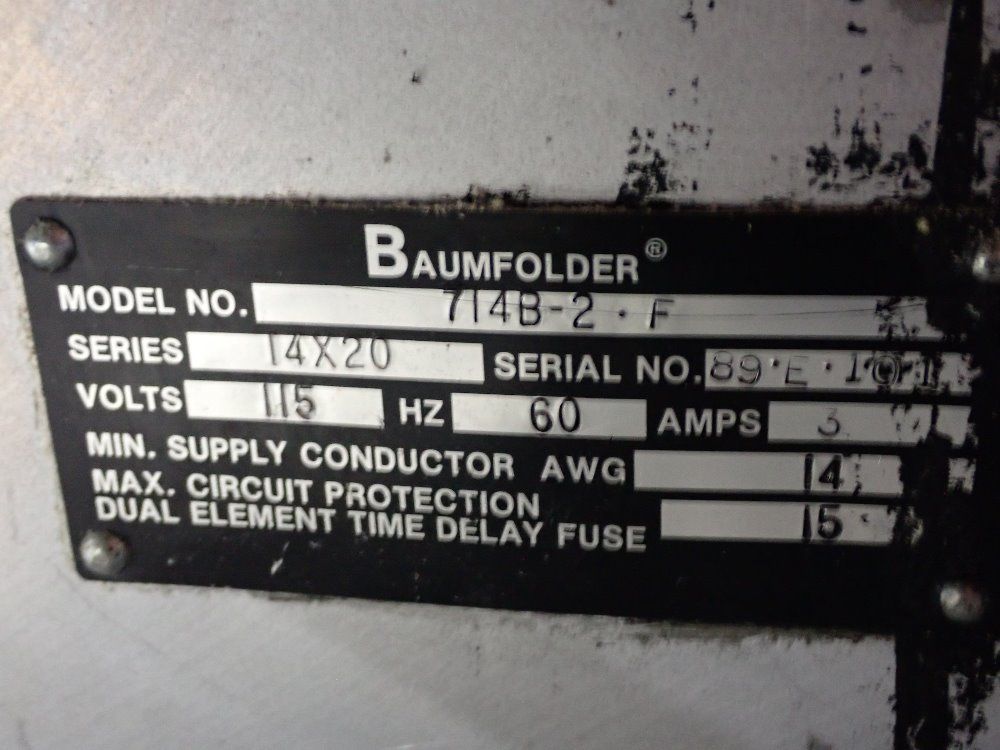 BAUMFOLDER®
MODEL NO. 714B-2 · F
SERIES 14X20 SERIAL NO. 89·E·101
VOLTS 115 HZ 60 AMPS 3
MIN. SUPPLY CONDUCTOR AWG 14
MAX. CIRCUIT PROTECTION
DUAL ELEMENT TIME DELAY FUSE 15